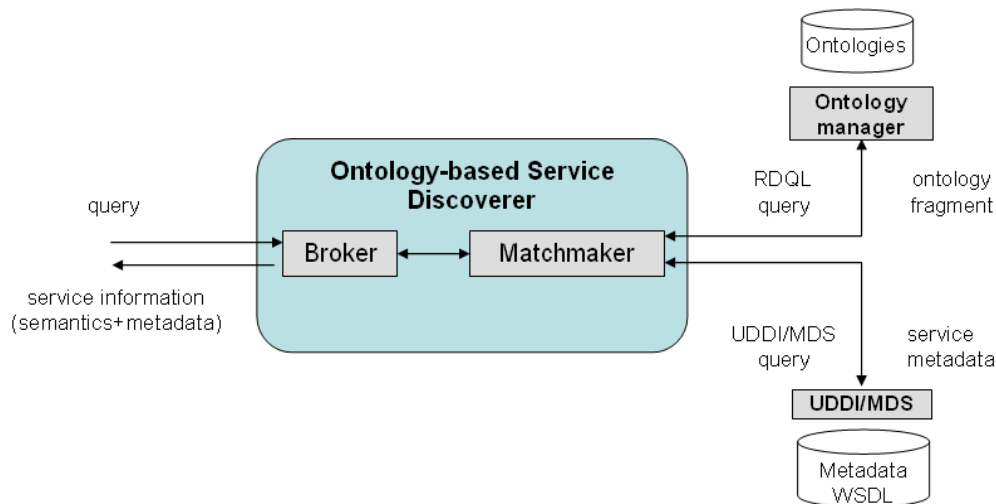 Ontologies
Ontology
manager
Ontology-based Service
Discoverer
RDQL
query
ontology
fragment
query
Broker
Matchmaker
service information
(semantics+metadata)
UDDI/MDS
query
service
metadata
UDDI/MDS
Metadata
WSDL